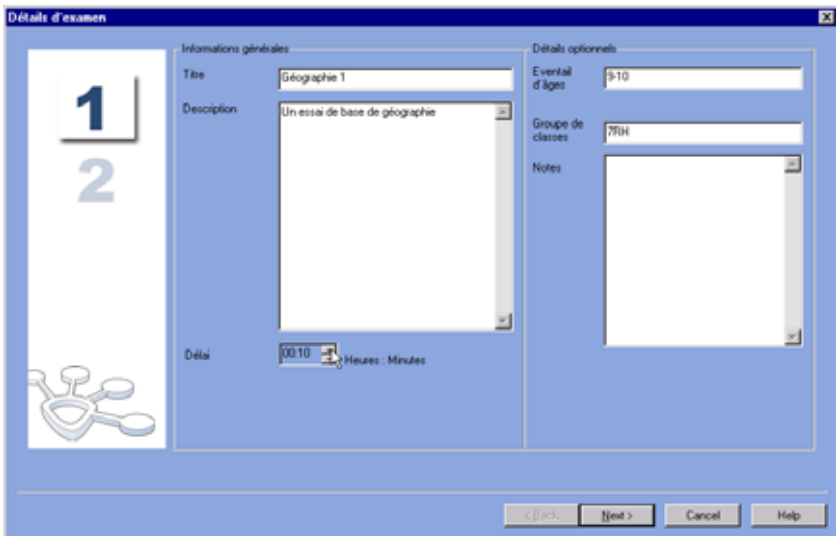 Détails d'examen
1
2
Informations générales
Titre
Géographie 1
Description
Un essai de base de géographie
Délai
00:10
Heures : Minutes
Détails optionnels
Eventail
d'âges
9-10
Groupe de
classes
7RH
Notes
< Back
Next >
Cancel
Help